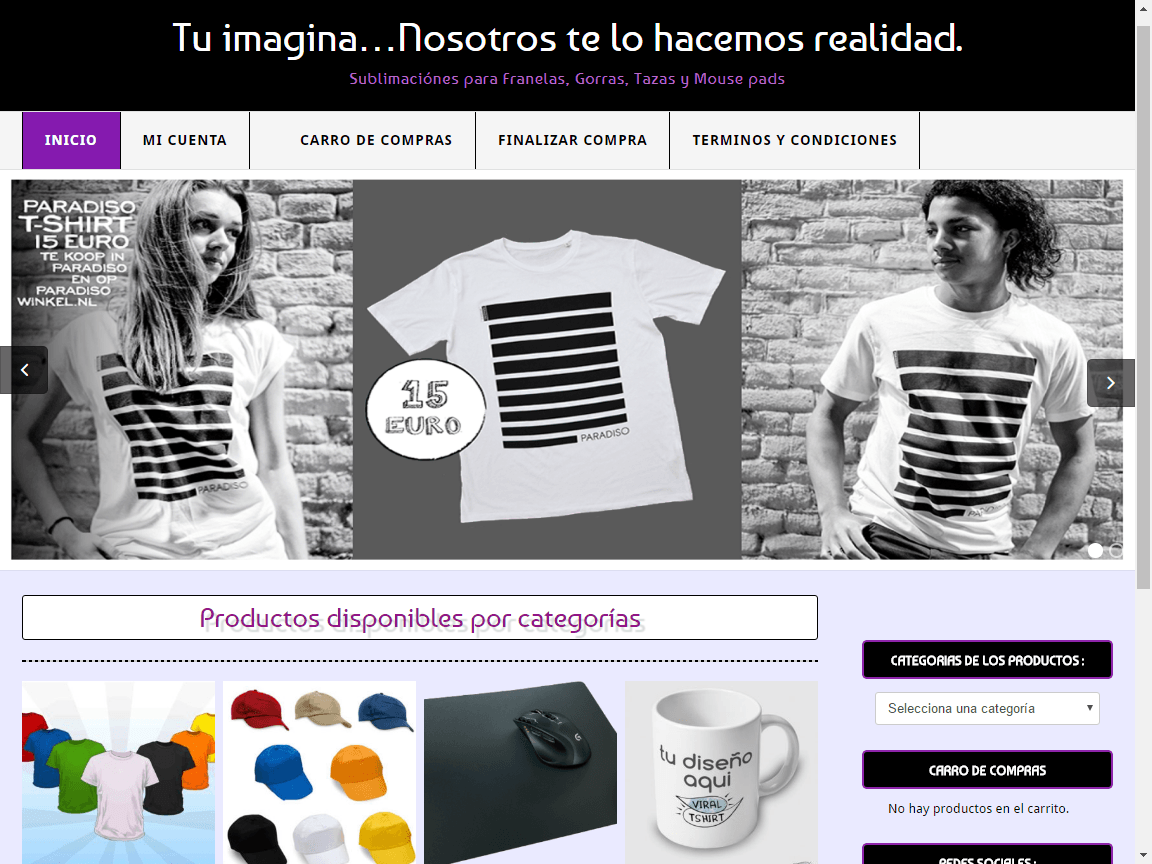 Tu imagina...Nosotros te lo hacemos realidad.
Sublimaciónes para Franelas, Gorras, Tazas y Mouse pads
INICIO
MI CUENTA
CARRO DE COMPRAS
FINALIZAR COMPRA
TERMINOS Y CONDICIONES
PARADISO
T-SHIRT
15 EURO
TE KOOP IN
PARADISO
EN OP
PARADISO
WINKEL.NL
PARADISO
15
EURO
PARADISO
Productos disponibles por categorías
CATEGORIAS DE LOS PRODUCTOS :
Selecciona una categoría
CARRO DE COMPRAS
No hay productos en el carrito.
tu diseño
aqui
VIRAL
TSHIRT
REDES SOCIALES :